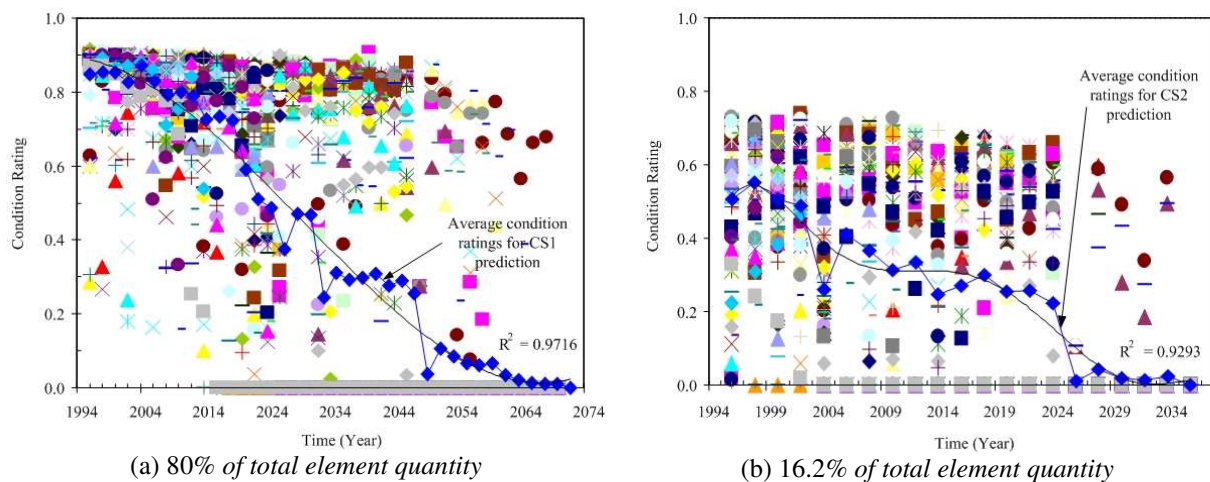 1.0
0.8
0.6
0.4
0.2
0.0
Condition Rating
1994 2004 2014 2024 2034 2044 2054 2064 2074
Time (Year)
Average condition
ratings for CS1
prediction
R² = 0.9716
(a) 80% of total element quantity
1.0
0.8
0.6
0.4
0.2
0.0
Condition Rating
1994 1999 2004 2009 2014 2019 2024 2029 2034
Time (Year)
Average condition
ratings for CS2
prediction
R² = 0.9293
(b) 16.2% of total element quantity